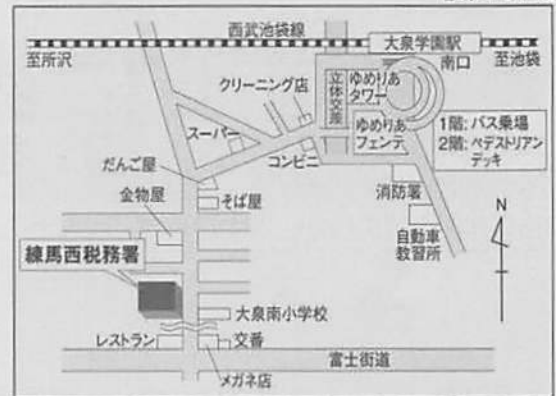 西武池袋線
大泉学園駅
至所沢
南口
至池袋
クリーニング店
立体交差
ゆめりあ
タワー
ゆめりあ
フェンテ
1階：バス乗場
2階：ペデストリアン
デッキ
スーパー
コンビニ
だんご屋
消防署
金物屋
そば屋
自動車
教習所
N
練馬西税務署
大泉南小学校
レストラン
交番
富士街道
メガネ店